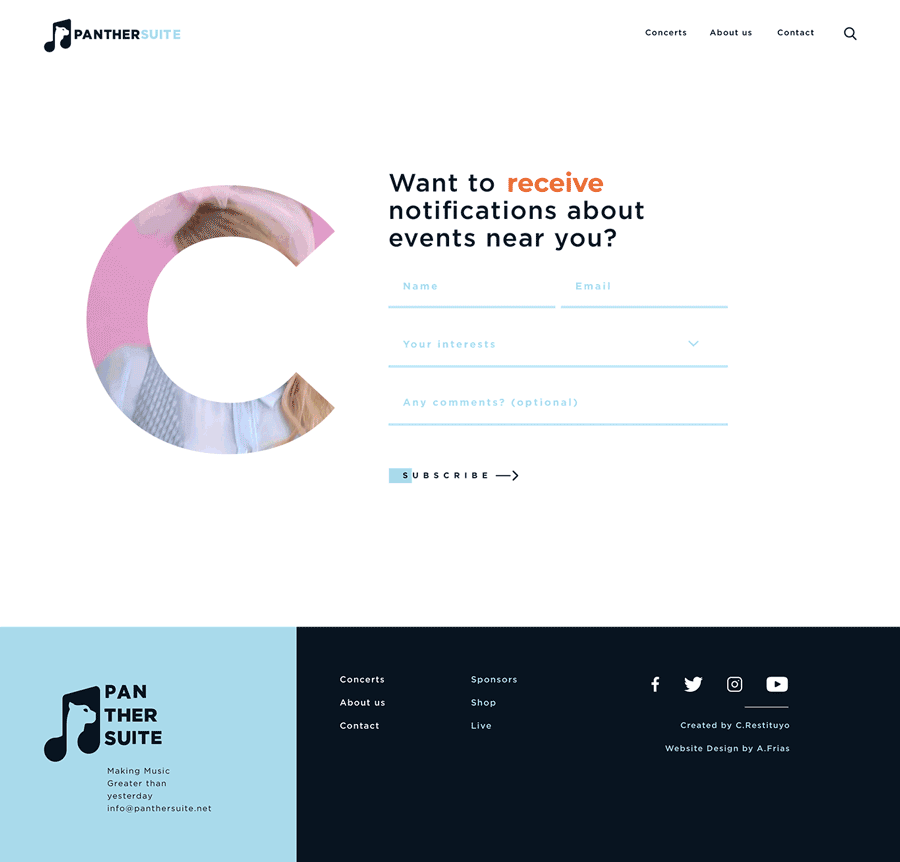 PANTHERSUITE
Concerts
About us
Contact
Want to receive
notifications about
events near you?
Name
Email
Your interests
Any comments? (optional)
SUBSCRIBE
PAN
THER
SUITE
Making Music
Greater than
yesterday
info@panthersuite.net
Concerts
About us
Contact
Sponsors
Shop
Live
Created by C.Restituyo
Website Design by A.Frias